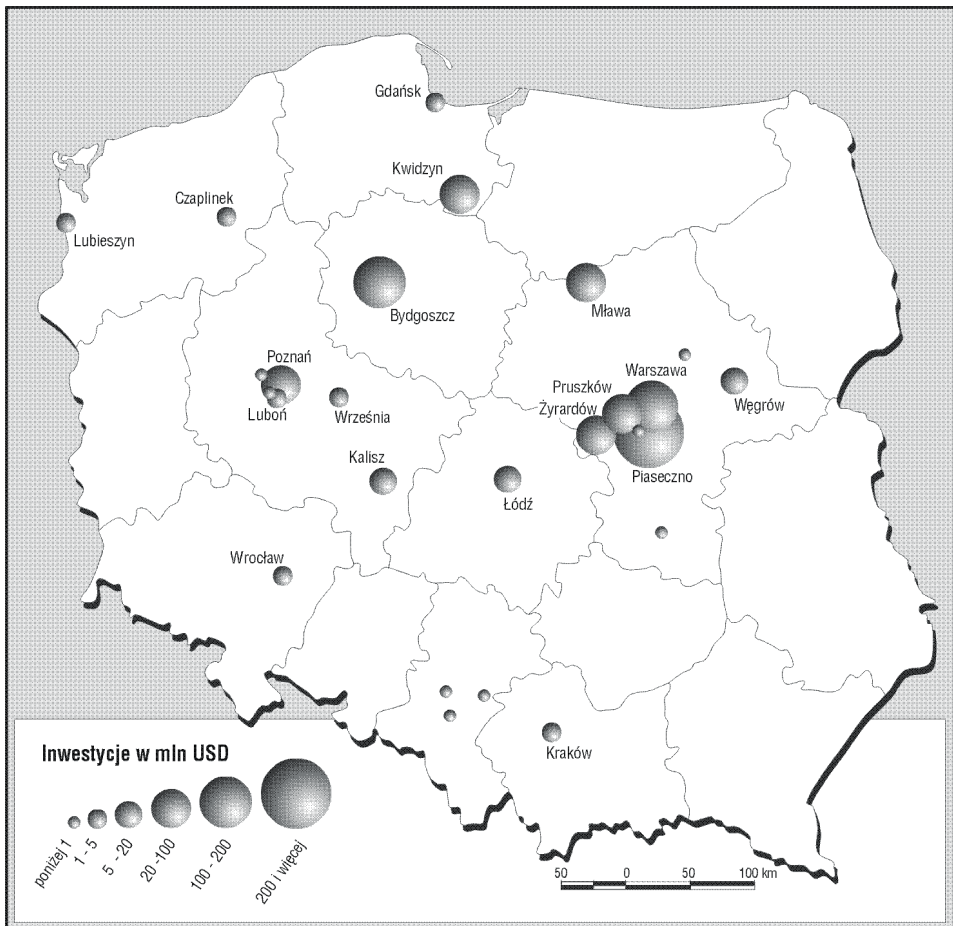 Gdańsk
Kwidzyn
Czaplinek
Lubieszyn
Bydgoszcz
Mława
Poznań
Warszawa
Pruszków
Żyrardów
Węgrów
Luboń
Września
Kalisz
Piaseczno
Łódź
Wrocław
Kraków
Inwestycje w mln USD
poniżej 1
1 - 5
5 - 20
20 -100
100 - 200
200 i więcej
50 0 50 100 km